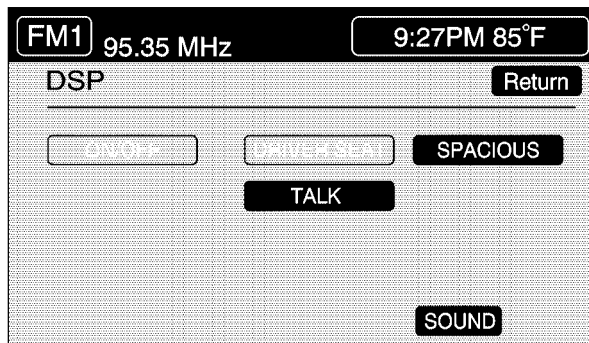 FM1 95.35 MHz 9:27PM 85°F
DSP Return
ON/OFF DRIVER SEAT SPACIOUS
TALK
SOUND